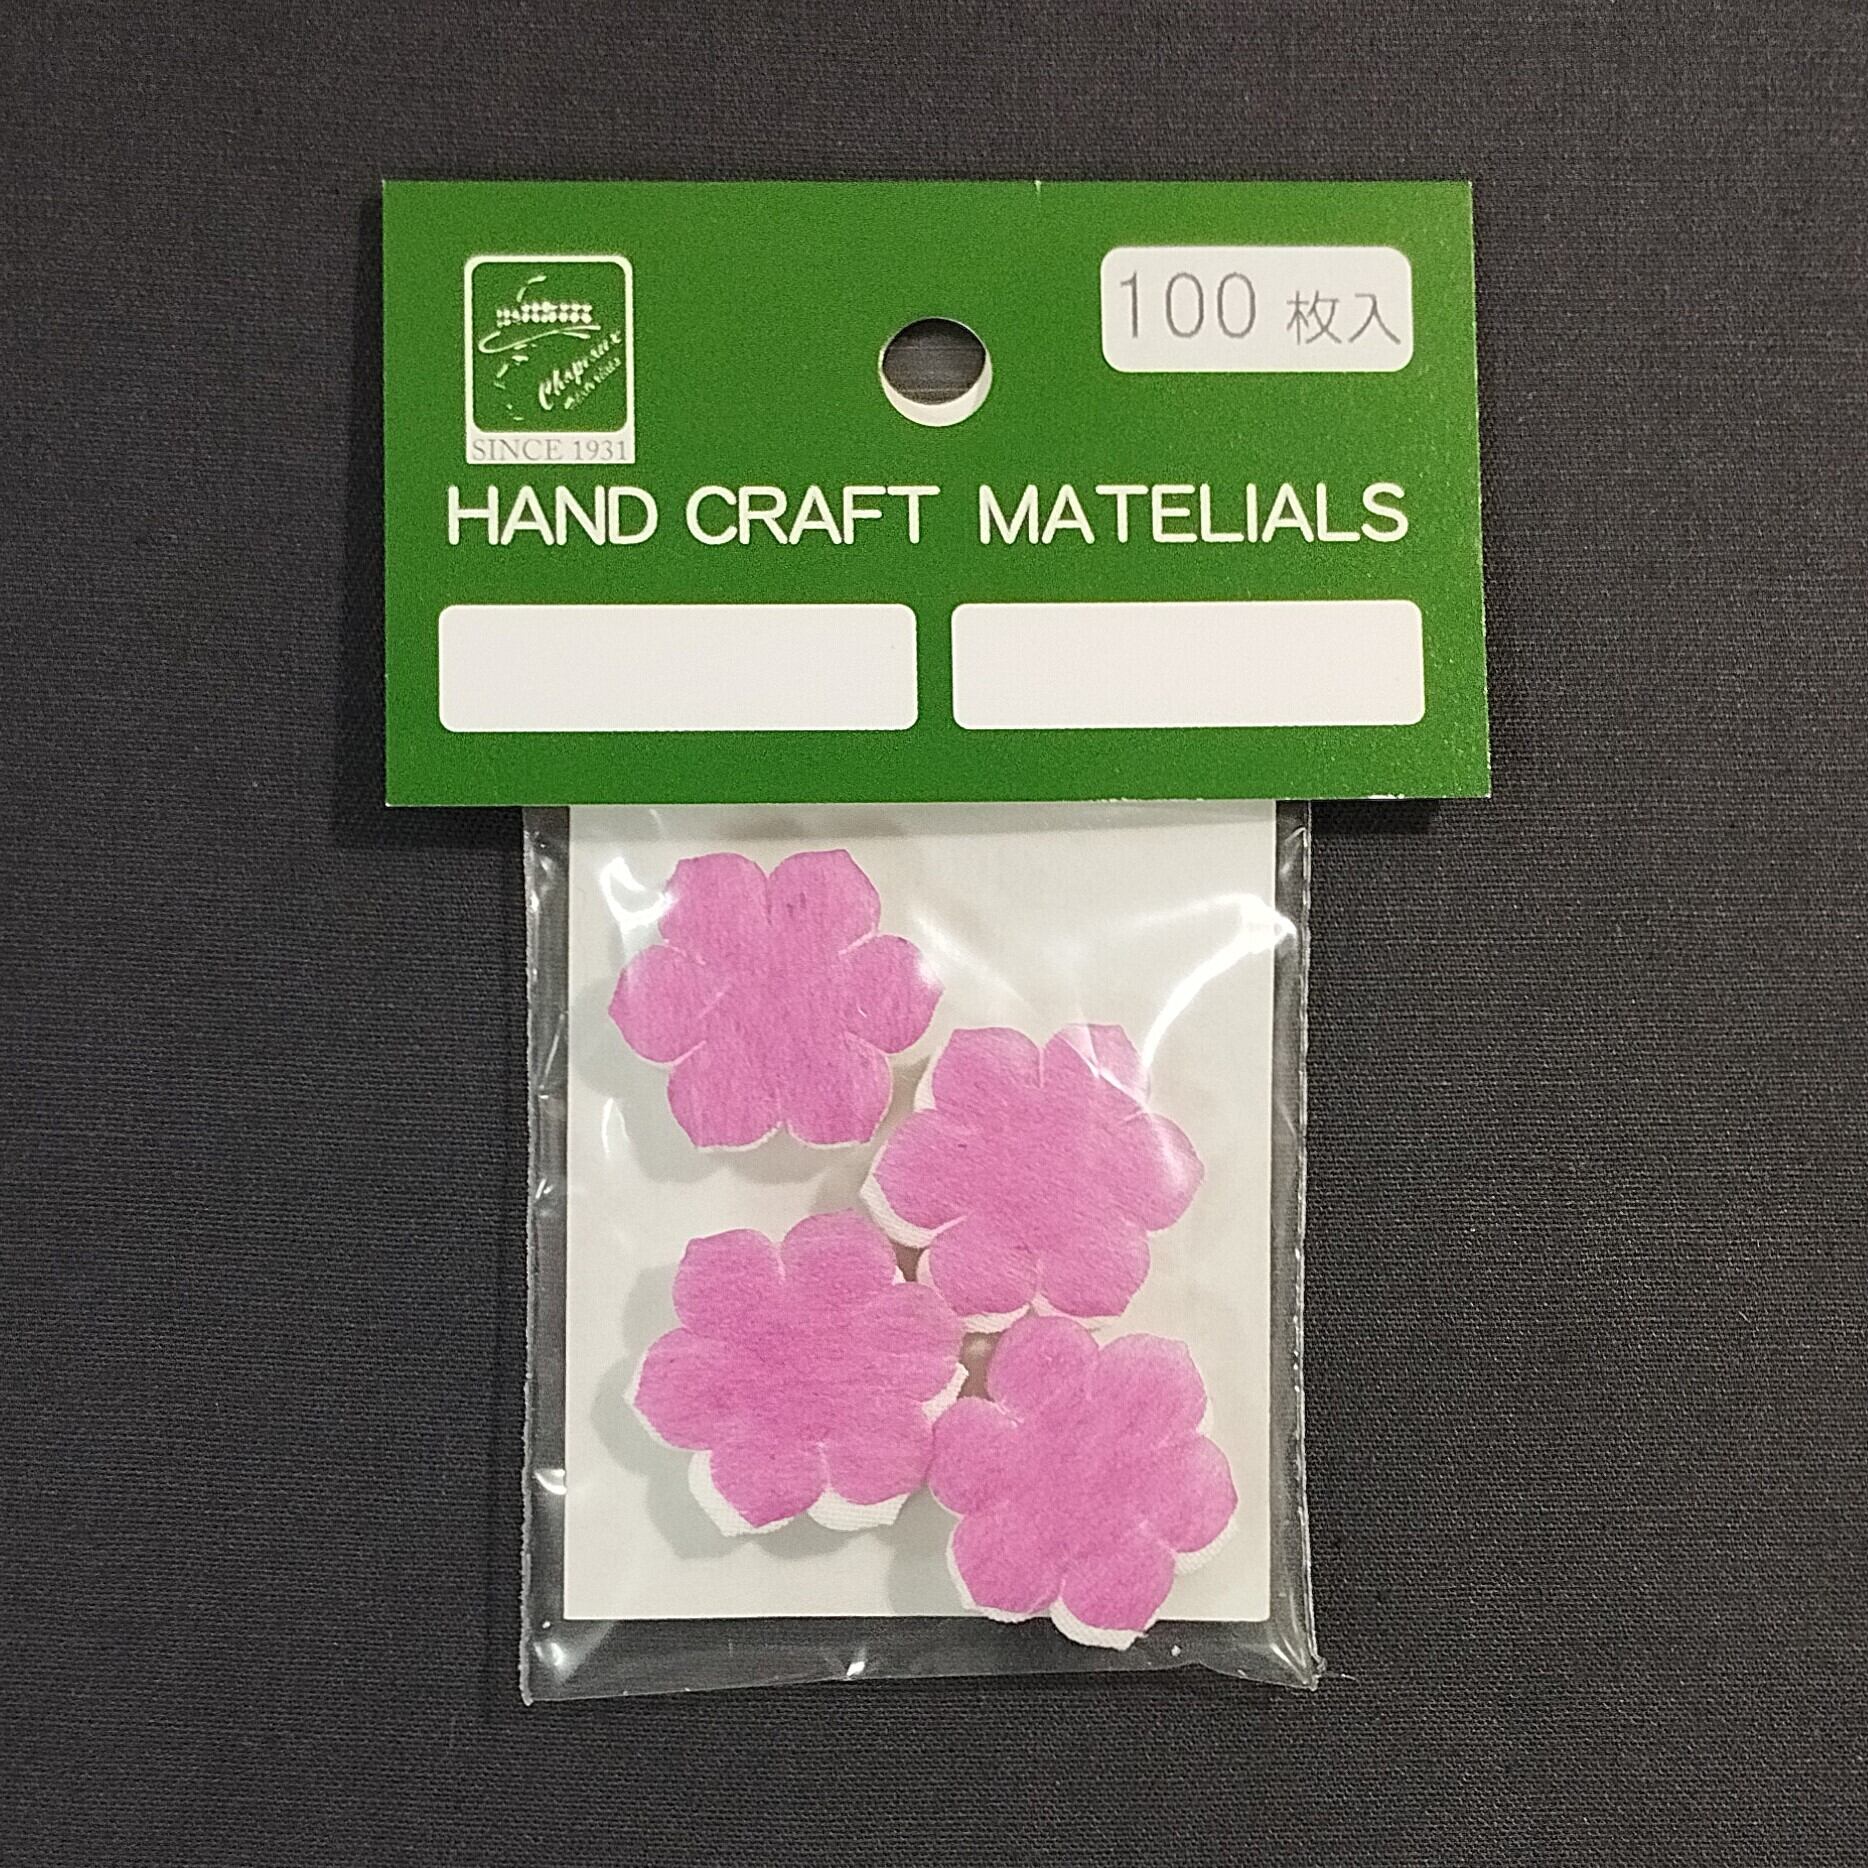 100 枚入
SINCE 1931
HAND CRAFT MATELIALS